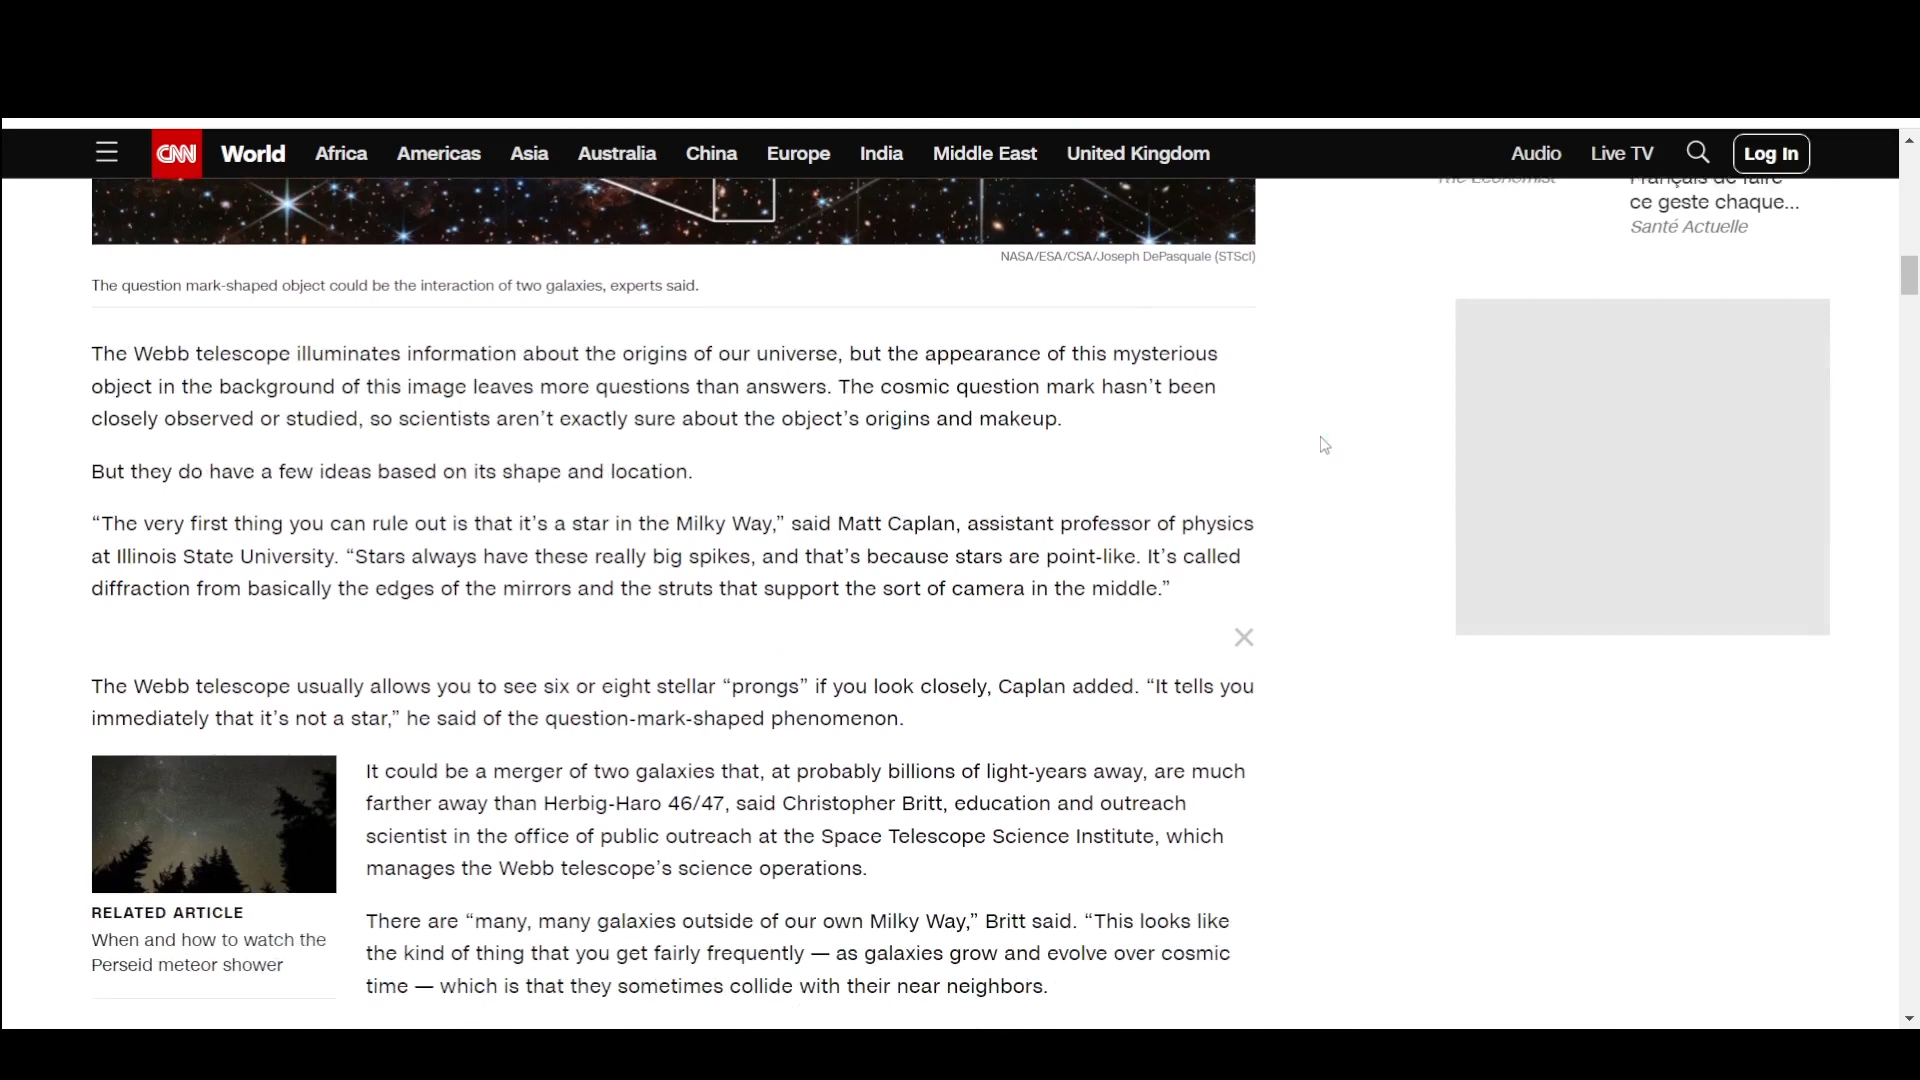 CNN World Africa Americas Asia Australia China Europe India Middle East United Kingdom Audio Live TV Log In
The Economist
Français de faire
ce geste chaque...
Santé Actuelle
NASA/ESA/CSA/Joseph DePasquale (STScI)
The question mark-shaped object could be the interaction of two galaxies, experts said.
The Webb telescope illuminates information about the origins of our universe, but the appearance of this mysterious
object in the background of this image leaves more questions than answers. The cosmic question mark hasn’t been
closely observed or studied, so scientists aren’t exactly sure about the object’s origins and makeup.
But they do have a few ideas based on its shape and location.
“The very first thing you can rule out is that it’s a star in the Milky Way,” said Matt Caplan, assistant professor of physics
at Illinois State University. “Stars always have these really big spikes, and that’s because stars are point-like. It’s called
diffraction from basically the edges of the mirrors and the struts that support the sort of camera in the middle.”
The Webb telescope usually allows you to see six or eight stellar “prongs” if you look closely, Caplan added. “It tells you
immediately that it’s not a star,” he said of the question-mark-shaped phenomenon.
It could be a merger of two galaxies that, at probably billions of light-years away, are much
farther away than Herbig-Haro 46/47, said Christopher Britt, education and outreach
scientist in the office of public outreach at the Space Telescope Science Institute, which
manages the Webb telescope’s science operations.
RELATED ARTICLE
When and how to watch the
Perseid meteor shower
There are “many, many galaxies outside of our own Milky Way,” Britt said. “This looks like
the kind of thing that you get fairly frequently — as galaxies grow and evolve over cosmic
time — which is that they sometimes collide with their near neighbors.